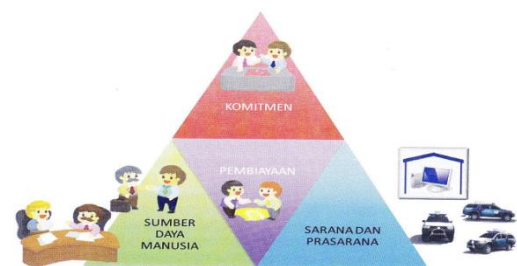 KOMITMEN
PEMBIAYAAN
SUMBER
DAYA
MANUSIA
SARANA DAN
PRASARANA